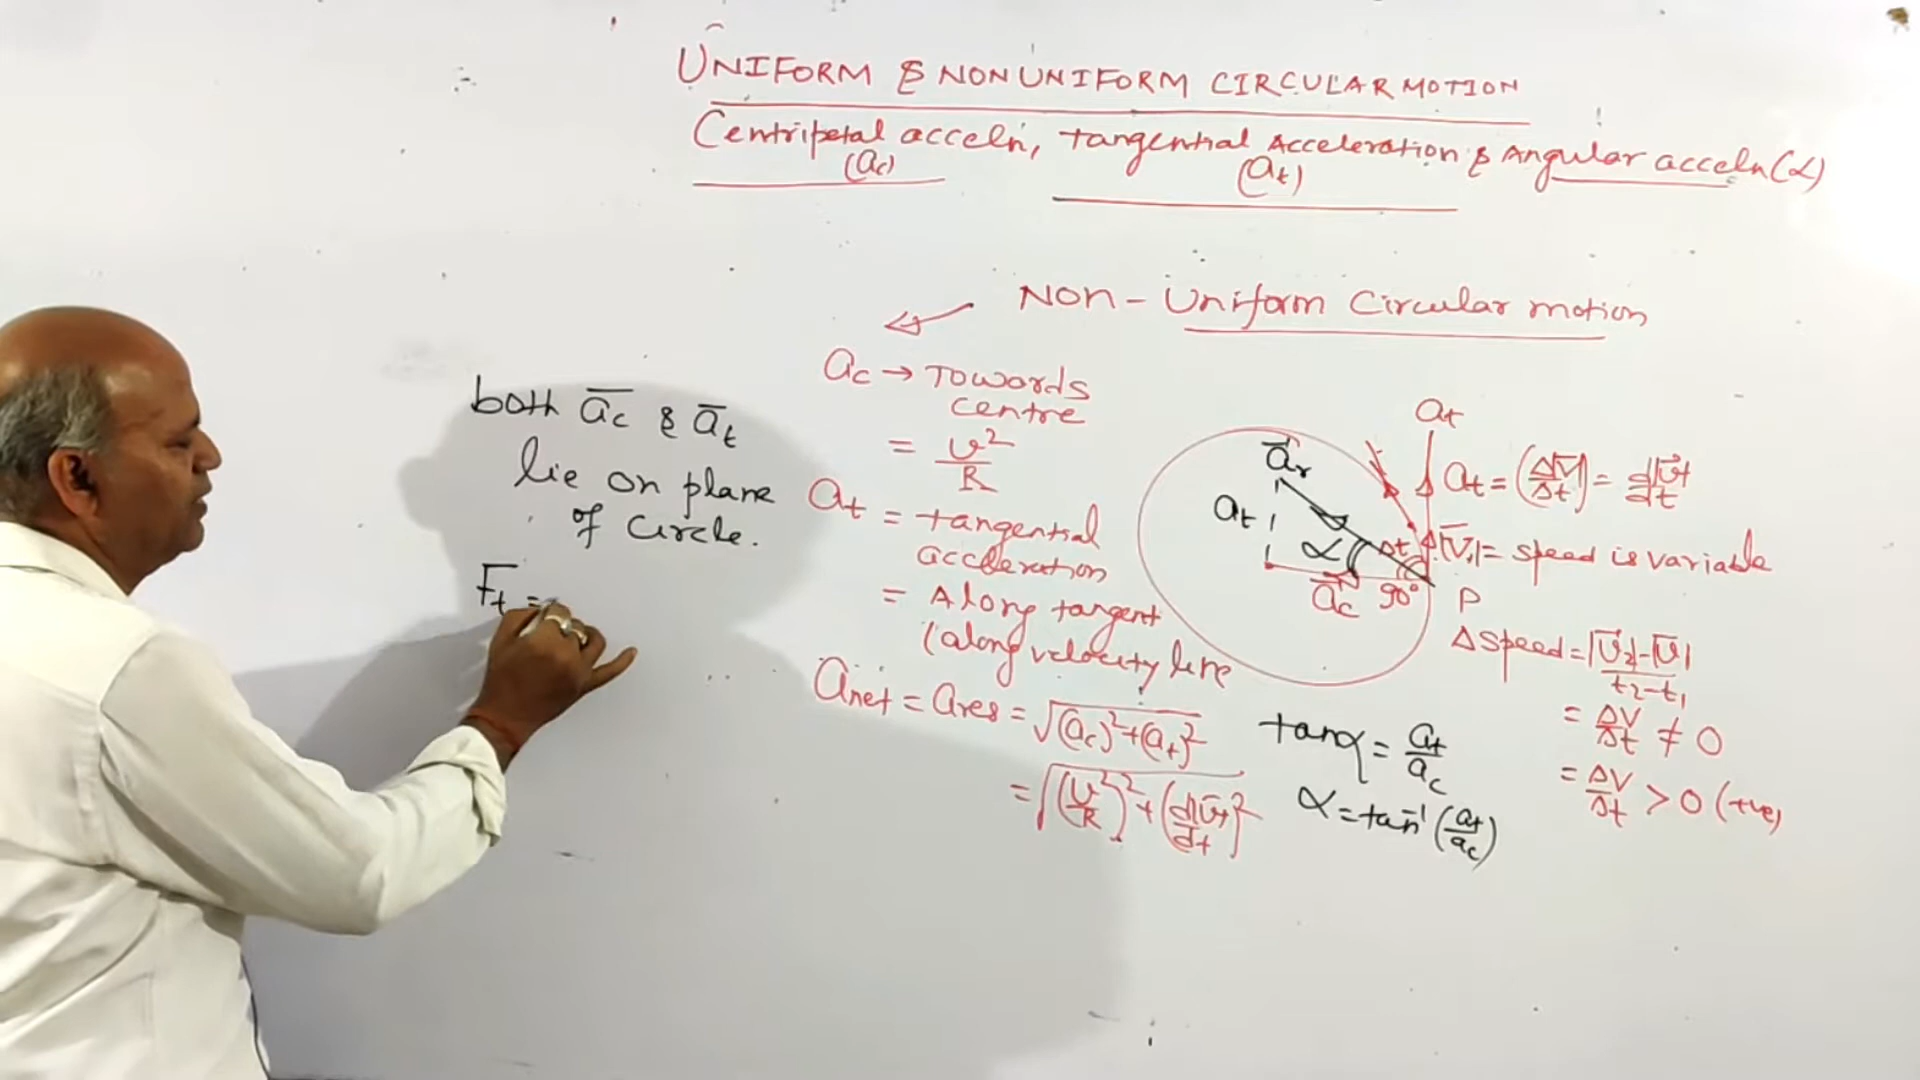 UNIFORM & NONUNIFORM CIRCULAR MOTION
Centripetal acceln, tangential Acceleration & Angular acceln (α)
(ac) (at)
Non-Uniform Circular motion
both ac & at
lie on plane
of circle.
Ft =
ac → Towards
centre
= v²/R
at = tangential
acceleration
= Along tangent
(along velocity line
anet = ares = √(ac)²+(at)²
= √(v²/R)²+(d|v|/dt)²
at
ar
at
α
ac
90°
P
at = (Δ|v|/Δt) = d|v|/dt
|V1| = speed is variable
Δspeed = |v2|-|v1|/t2-t1
= Δv/Δt ≠ 0
= Δv/Δt > 0 (+ve)
tanα = at/ac
α = tan⁻¹(at/ac)